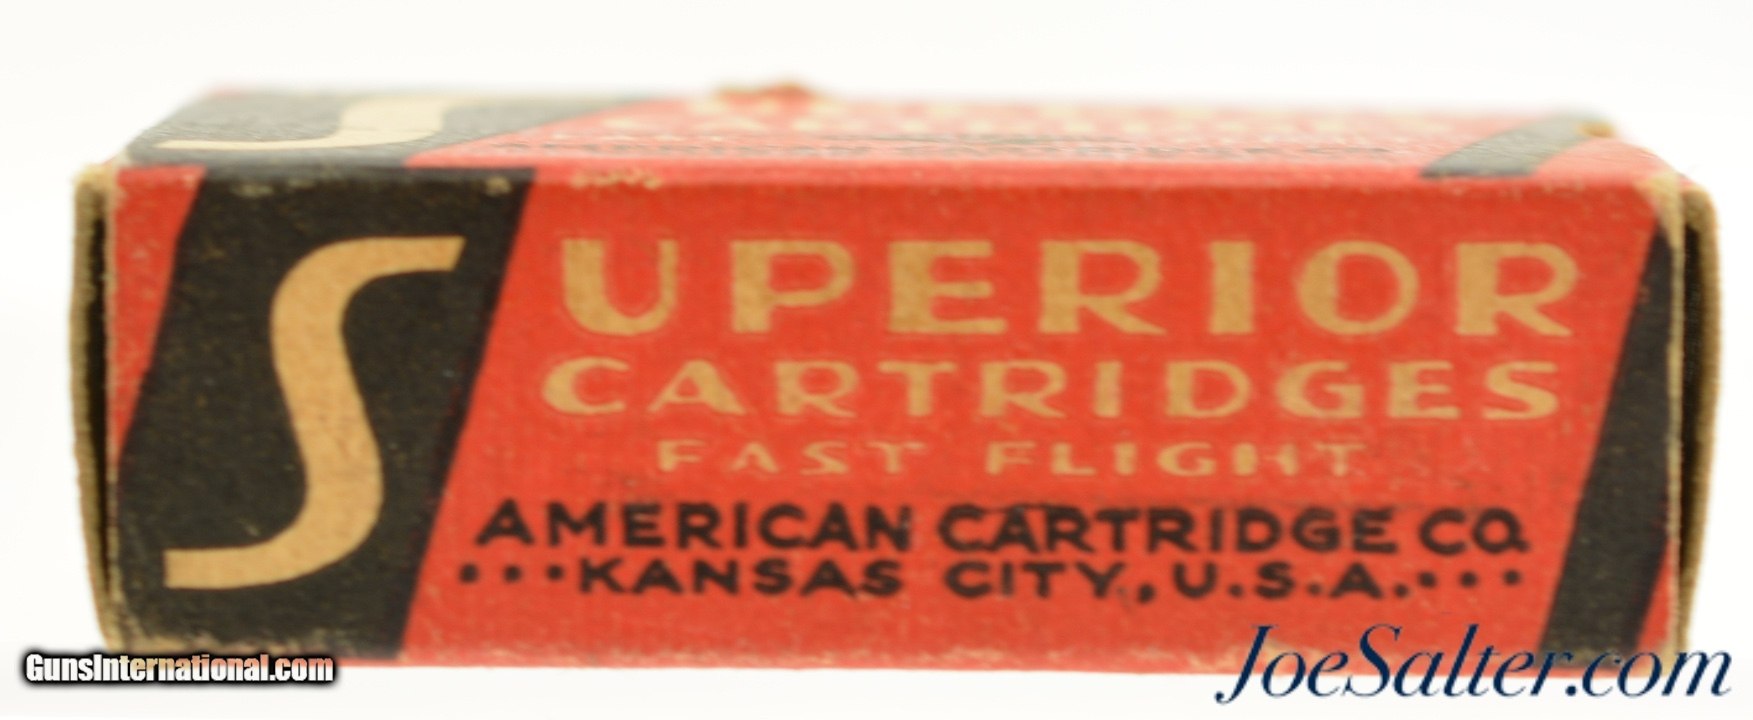 SUPERIOR
CARTRIDGES
FAST FLIGHT
AMERICAN CARTRIDGE CO.
...KANSAS CITY, U.S.A....
GunsInternational.com
JoeSalter.com